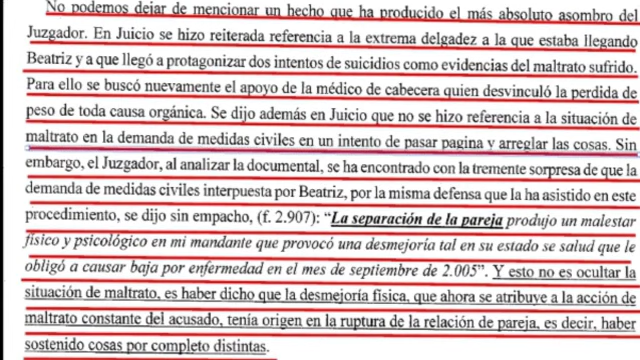 No podemos dejar de mencionar un hecho que ha producido el más absoluto asombro del
Juzgador. En Juicio se hizo reiterada referencia a la extrema delgadez a la que estaba llegando
Beatriz y a que llegó a protagonizar dos intentos de suicidios como evidencias del maltrato sufrido.
Para ello se buscó nuevamente el apoyo de la médico de cabecera quien desvinculó la perdida de
peso de toda causa orgánica. Se dijo además en Juicio que no se hizo referencia a la situación de
maltrato en la demanda de medidas civiles en un intento de pasar pagina y arreglar las cosas. Sin
embargo, el Juzgador, al analizar la documental, se ha encontrado con la tremente sorpresa de que la
demanda de medidas civiles interpuesta por Beatriz, por la misma defensa que la ha asistido en este
procedimiento, se dijo sin empacho, (f. 2.907): “La separación de la pareja produjo un malestar
físico y psicológico en mi mandante que provocó una desmejoría tal en su estado se salud que le
obligó a causar baja por enfermedad en el mes de septiembre de 2.005”. Y esto no es ocultar la
situación de maltrato, es haber dicho que la desmejoría física, que ahora se atribuye a la acción de
maltrato constante del acusado, tenía origen en la ruptura de la relación de pareja, es decir, haber
sostenido cosas por completo distintas.